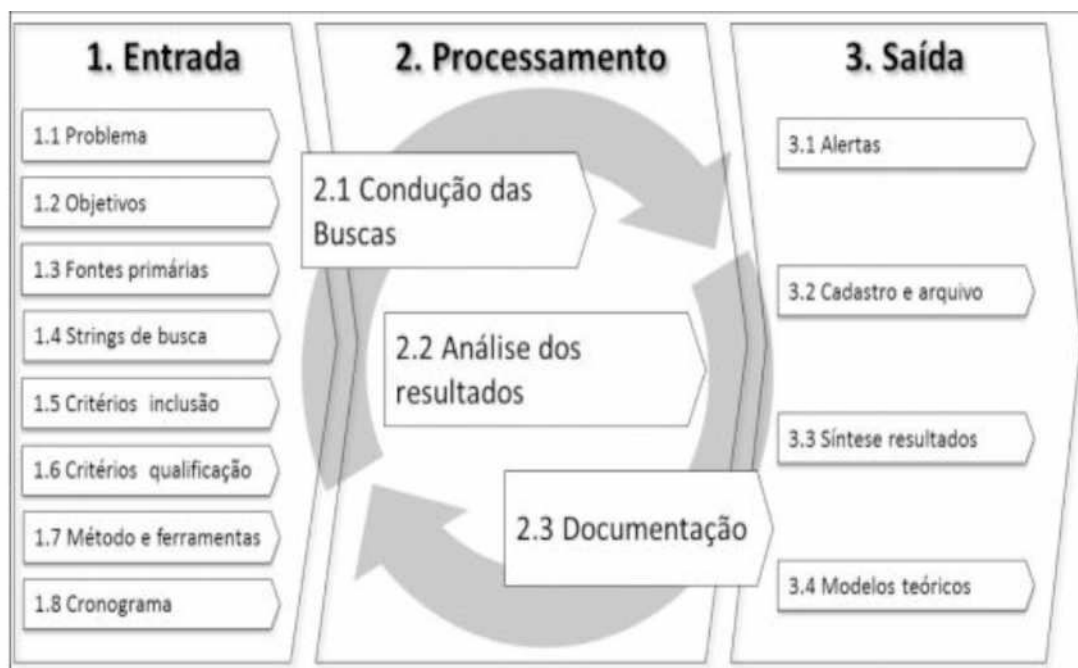 1. Entrada
1.1 Problema
1.2 Objetivos
1.3 Fontes primárias
1.4 Strings de busca
1.5 Critérios inclusão
1.6 Critérios qualificação
1.7 Método e ferramentas
1.8 Cronograma
2. Processamento
2.1 Condução das
Buscas
2.2 Análise dos
resultados
2.3 Documentação
3. Saída
3.1 Alertas
3.2 Cadastro e arquivo
3.3 Síntese resultados
3.4 Modelos teóricos